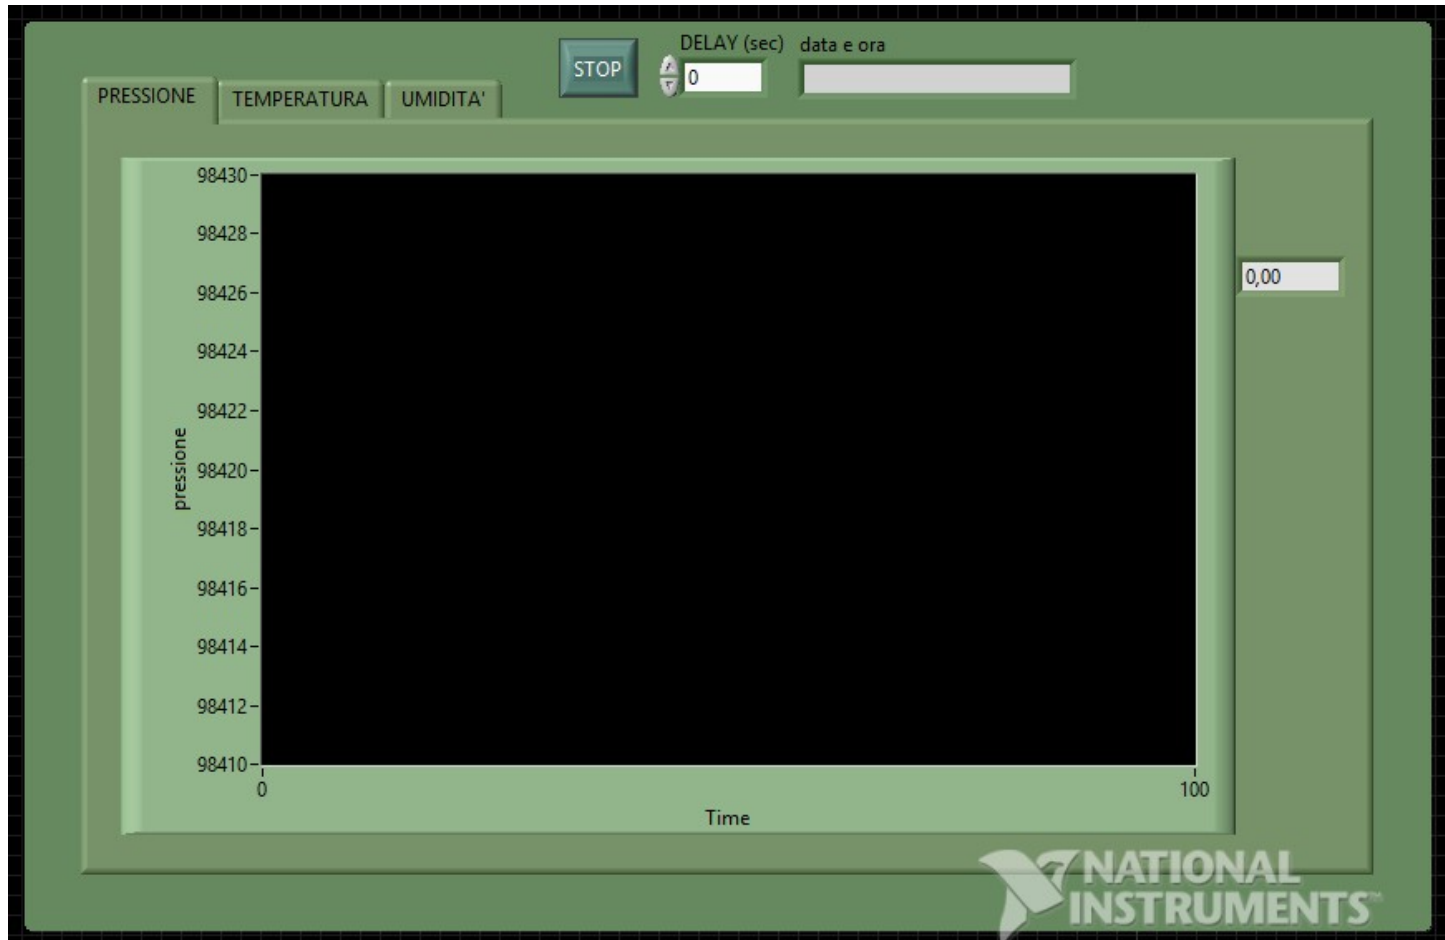 DELAY (sec) data e ora
STOP
0
PRESSIONE TEMPERATURA UMIDITA'
98430
98428
98426
98424
98422
98420
98418
98416
98414
98412
98410
pressione
0 100
Time
0,00
NATIONAL
INSTRUMENTS™